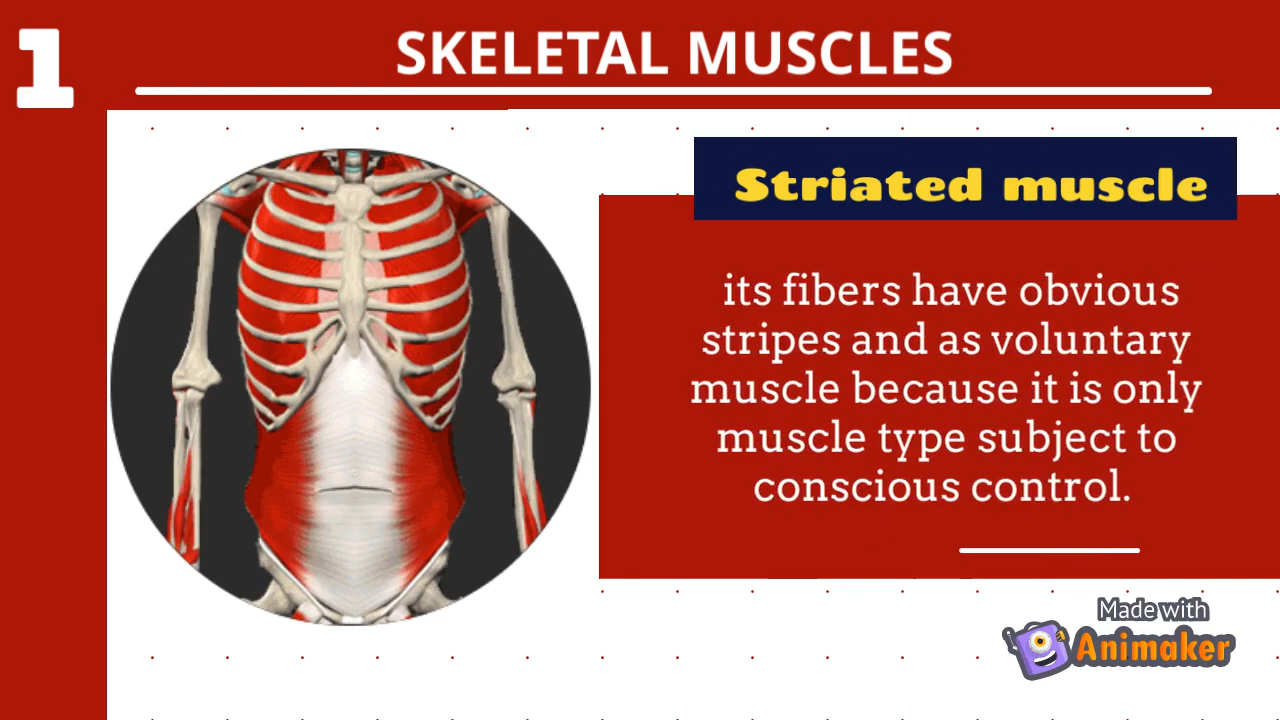 1
SKELETAL MUSCLES
Striated muscle
its fibers have obvious
stripes and as voluntary
muscle because it is only
muscle type subject to
conscious control.
Made with
Animaker